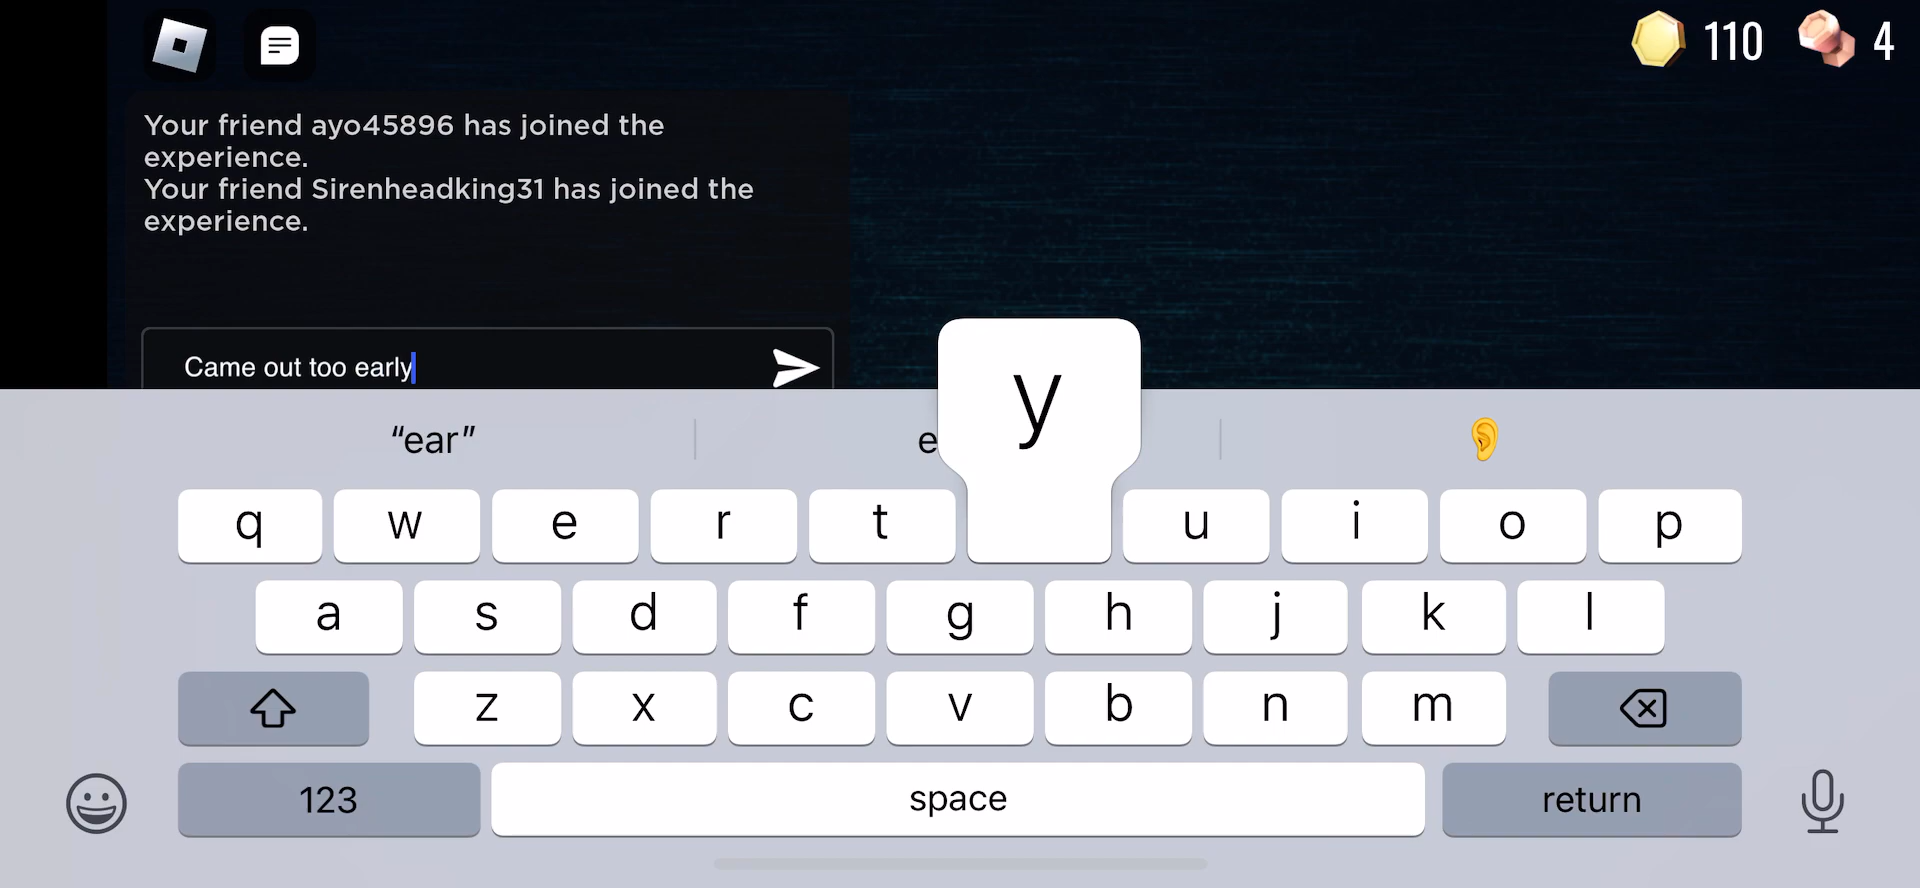 110
4
Your friend ayo45896 has joined the
experience.
Your friend Sirenheadking31 has joined the
experience.
Came out too early
“ear”
e
y
q w e r t u i o p
a s d f g h j k l
z x c v b n m
123 space return